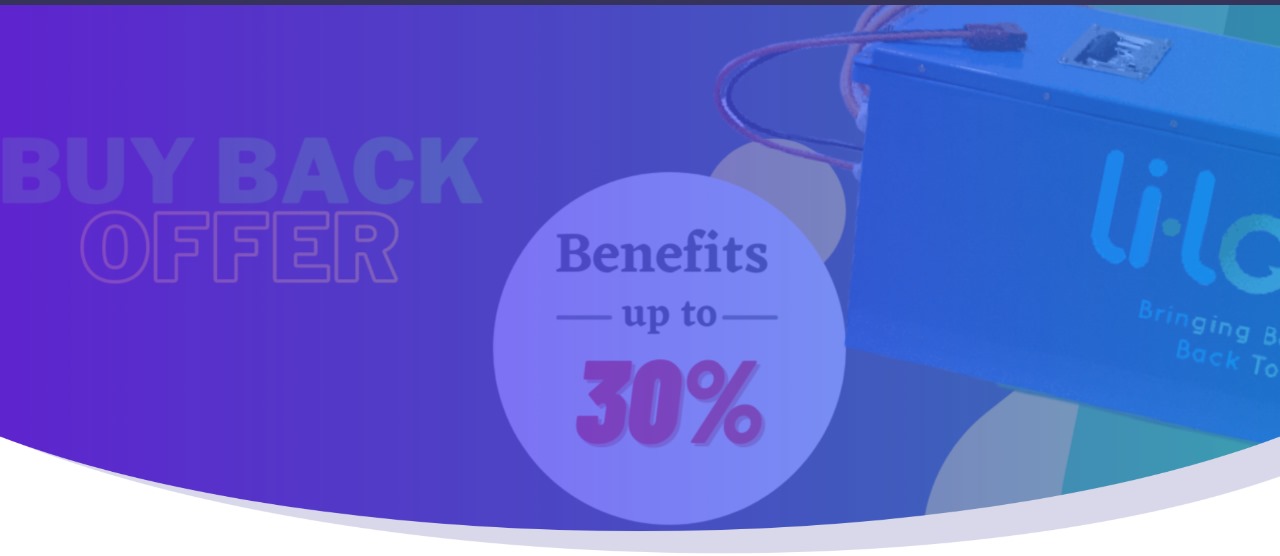 BUY BACK
OFFER
Benefits
up to
30%
Bringing
Back To